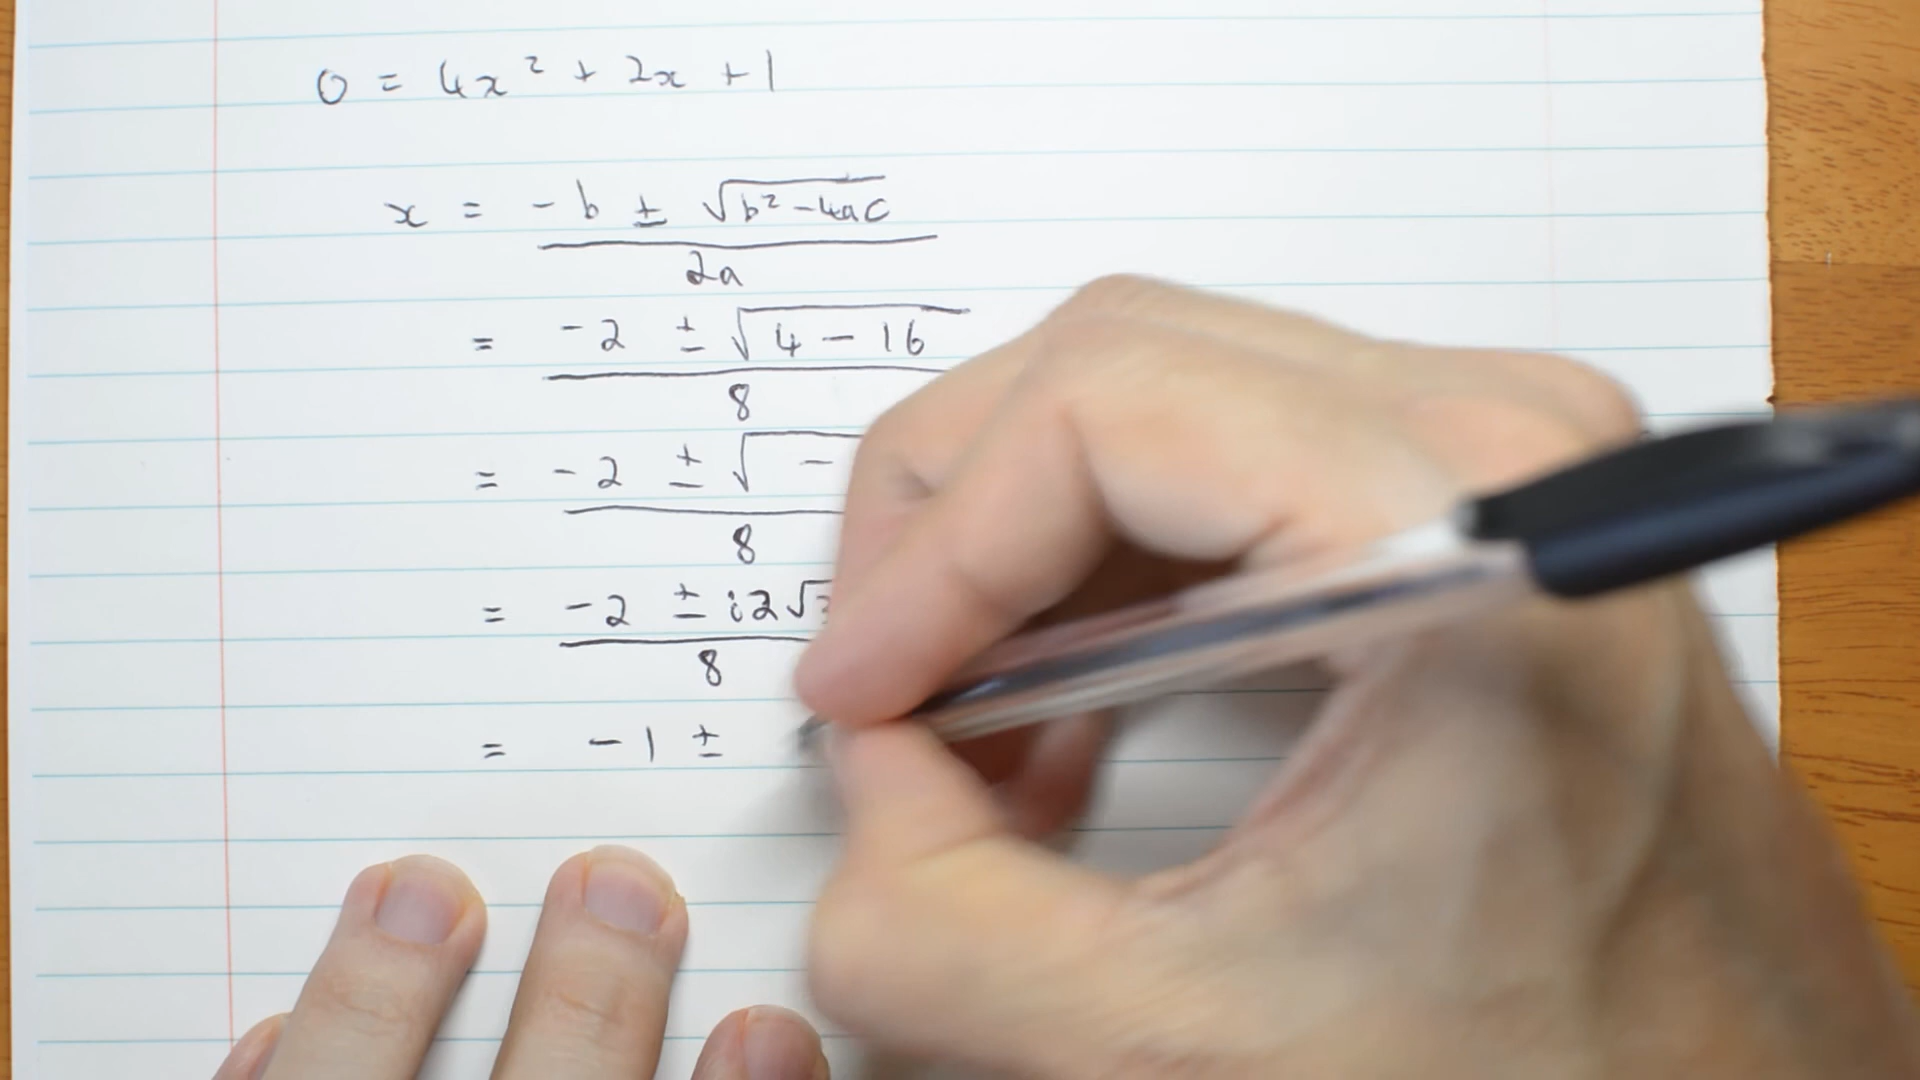 0 = 4x² + 2x + 1
x = -b ± √b² - 4ac
2a
= -2 ± √4 - 16
8
= -2 ± √-
8
= -2 ± i2√
8
= -1 ±